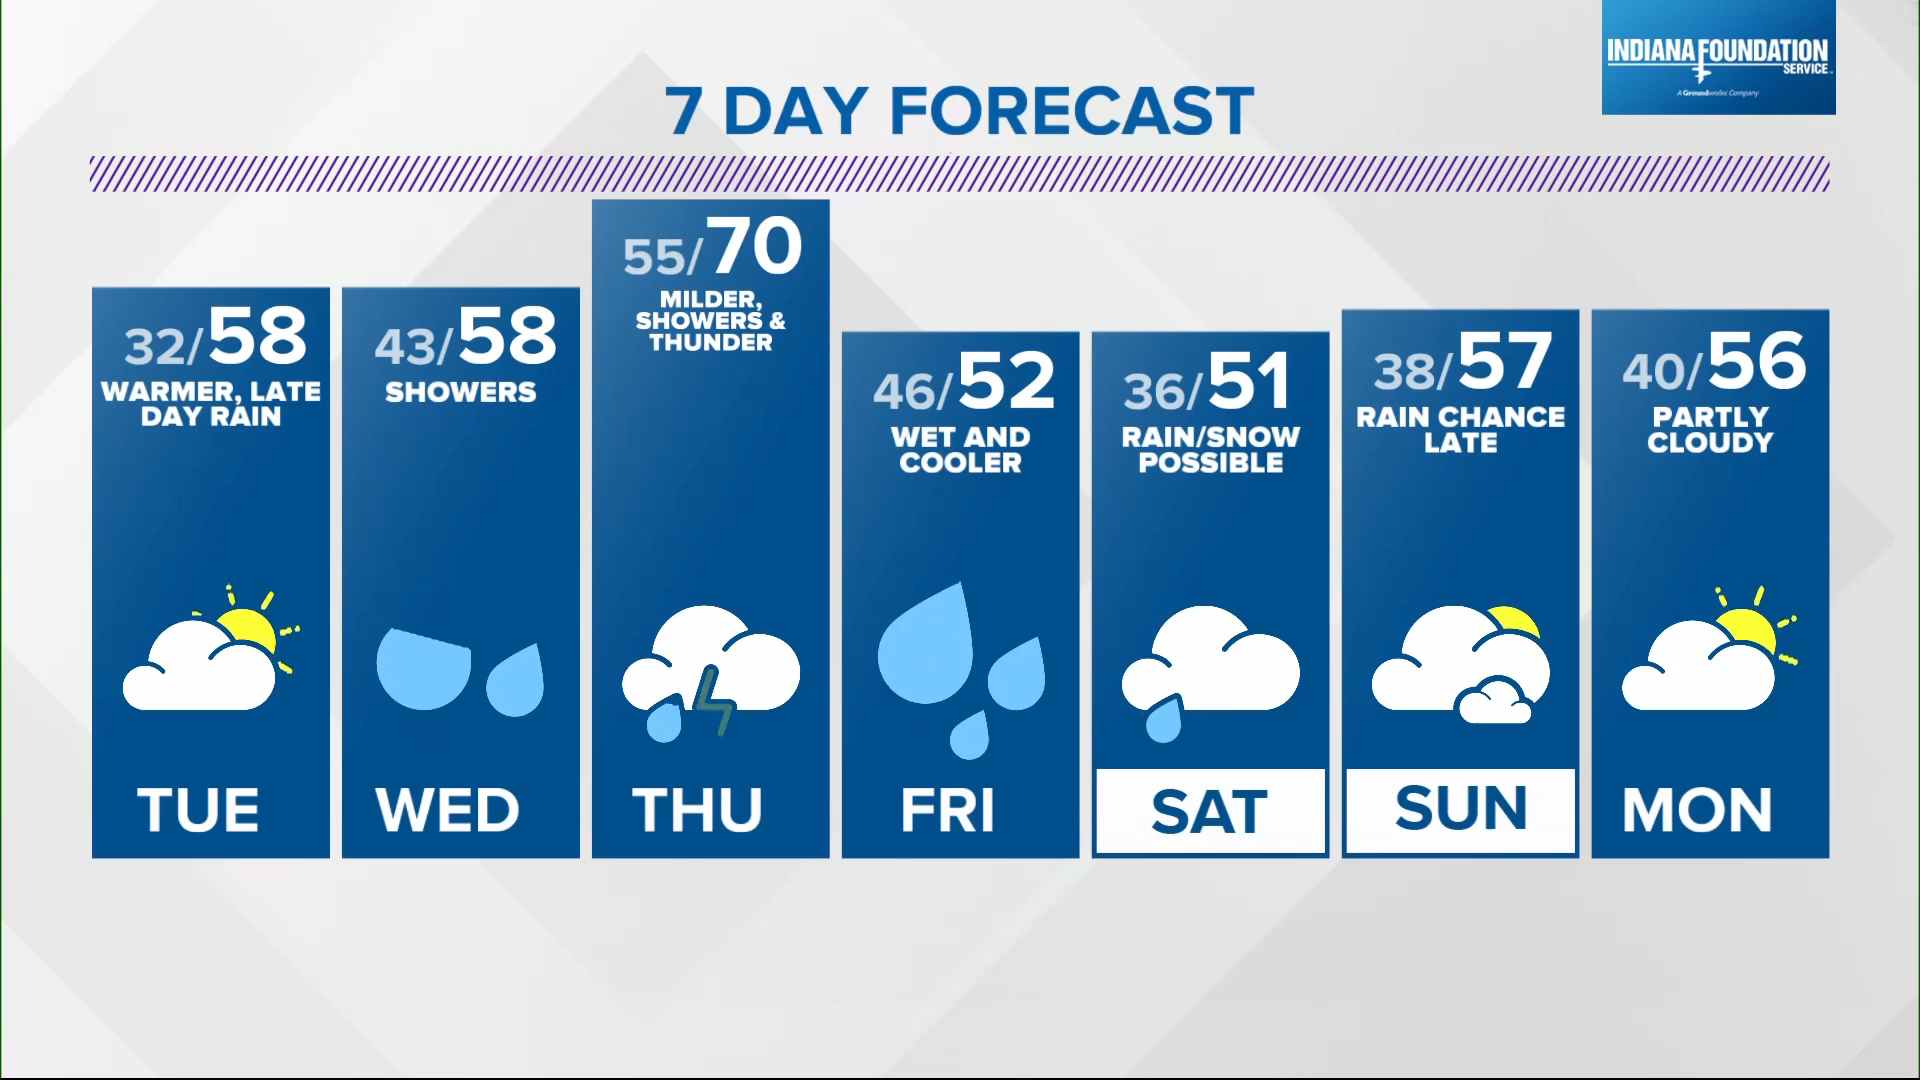 INDIANA FOUNDATION
SERVICE
A Groundworks Company
7 DAY FORECAST
32/58
WARMER, LATE
DAY RAIN
TUE
43/58
SHOWERS
WED
55/70
MILDER,
SHOWERS &
THUNDER
THU
46/52
WET AND
COOLER
FRI
36/51
RAIN/SNOW
POSSIBLE
SAT
38/57
RAIN CHANCE
LATE
SUN
40/56
PARTLY
CLOUDY
MON